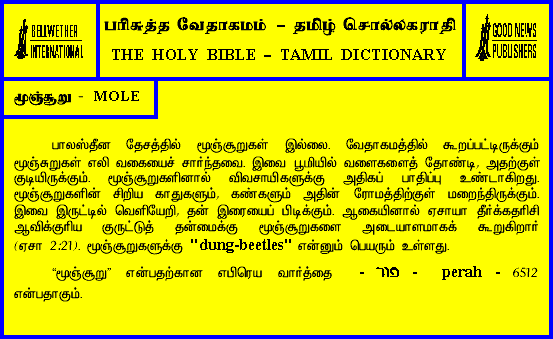 BELLWETHER
INTERNATIONAL
பரிசுத்த வேதாகமம் – தமிழ் சொல்லகராதி
THE HOLY BIBLE – TAMIL DICTIONARY
GOOD NEWS
PUBLISHERS
மூஞ்சூறு - MOLE
பாலஸ்தீன தேசத்தில் மூஞ்சூறுகள் இல்லை. வேதாகமத்தில் கூறப்பட்டிருக்கும்
மூஞ்சுறுகள் எலி வகையைச் சார்ந்தவை. இவை பூமியில் வளைகளைத் தோண்டி, அதற்குள்
குடியிருக்கும். மூஞ்சூறுகளினால் விவசாயிகளுக்கு அதிகப் பாதிப்பு உண்டாகிறது.
மூஞ்சூறுகளின் சிறிய காதுகளும், கண்களும் அதின் ரோமத்திற்குள் மறைந்திருக்கும்.
இவை இருட்டில் வெளியேறி, தன் இரையைப் பிடிக்கும். ஆகையினால் ஏசாயா தீர்க்கதரிசி
ஆவிக்குரிய குருட்டுத் தன்மைக்கு மூஞ்சூறுகளை அடையாளமாகக் கூறுகிறார்
(ஏசா 2:21). மூஞ்சூறுகளுக்கு "dung-beetles" என்னும் பெயரும் உள்ளது.
“மூஞ்சூறு” என்பதற்கான எபிரெய வார்த்தை - - perah - 6512
என்பதாகும்.